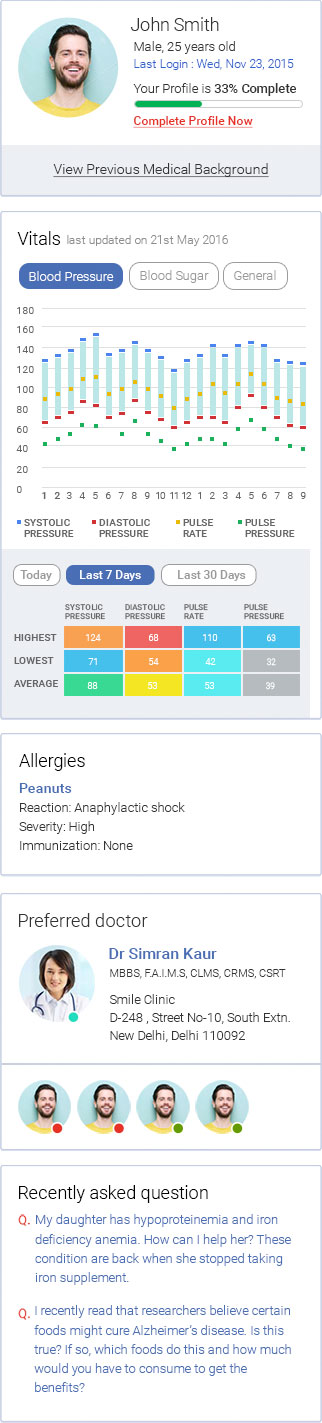 John Smith
Male, 25 years old
Last Login : Wed, Nov 23, 2015
Your Profile is 33% Complete
Complete Profile Now
View Previous Medical Background
Vitals last updated on 21st May 2016
Blood Pressure Blood Sugar General
180
160
140
120
100
80
60
40
20
0
1 2 3 4 5 6 7 8 9 10 11 12 1 2 3 4 5 6 7 8 9
SYSTOLIC PRESSURE
DIASTOLIC PRESSURE
PULSE RATE
PULSE PRESSURE
Today Last 7 Days Last 30 Days
SYSTOLIC PRESSURE DIASTOLIC PRESSURE PULSE RATE PULSE PRESSURE
HIGHEST 124 68 110 63
LOWEST 71 54 42 32
AVERAGE 88 53 53 39
Allergies
Peanuts
Reaction: Anaphylactic shock
Severity: High
Immunization: None
Preferred doctor
Dr Simran Kaur
MBBS, F.A.I.M.S, CLMS, CRMS, CSRT
Smile Clinic
D-248 , Street No-10, South Extn.
New Delhi, Delhi 110092
Recently asked question
Q. My daughter has hypoproteinemia and iron
deficiency anemia. How can I help her? These
condition are back when she stopped taking
iron supplement.
Q. I recently read that researchers believe certain
foods might cure Alzheimer's disease. Is this
true? If so, which foods do this and how much
would you have to consume to get the
benefits?